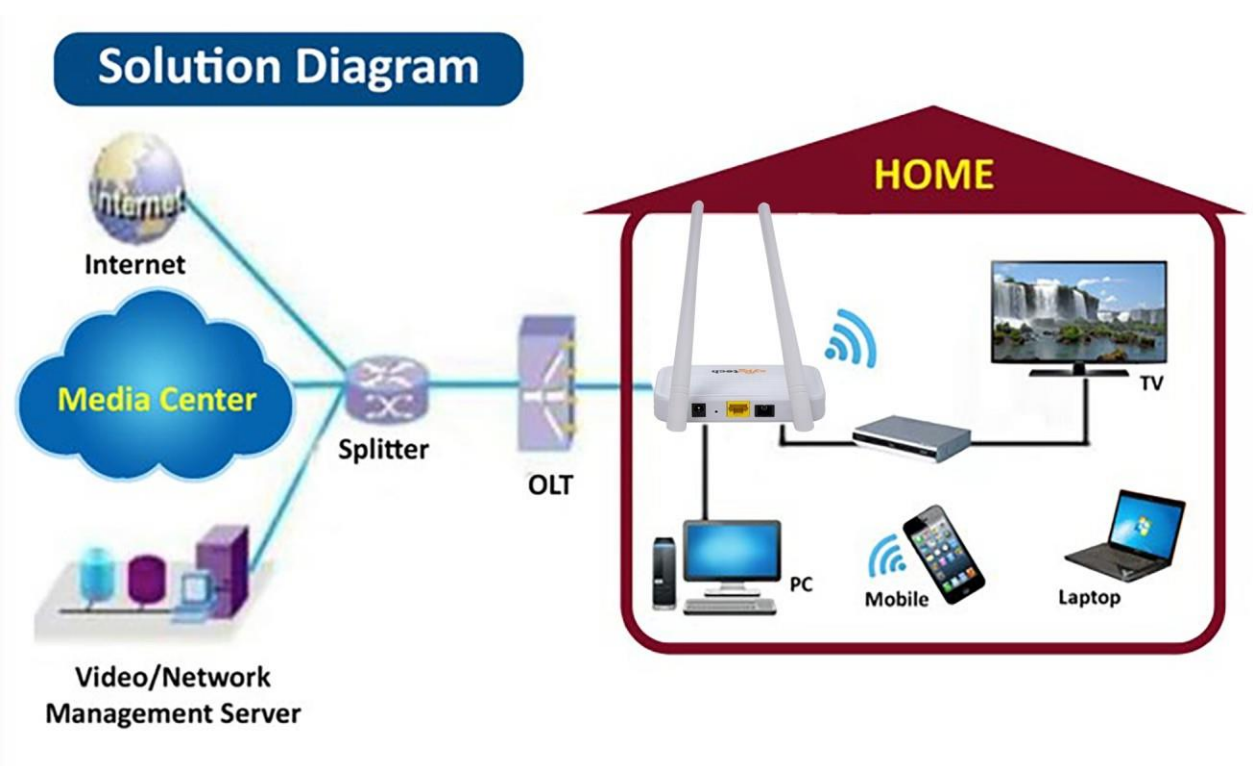 Solution Diagram
HOME
Internet
Internet
Media Center
Splitter
OLT
TV
PC
Mobile
Laptop
Video/Network
Management Server